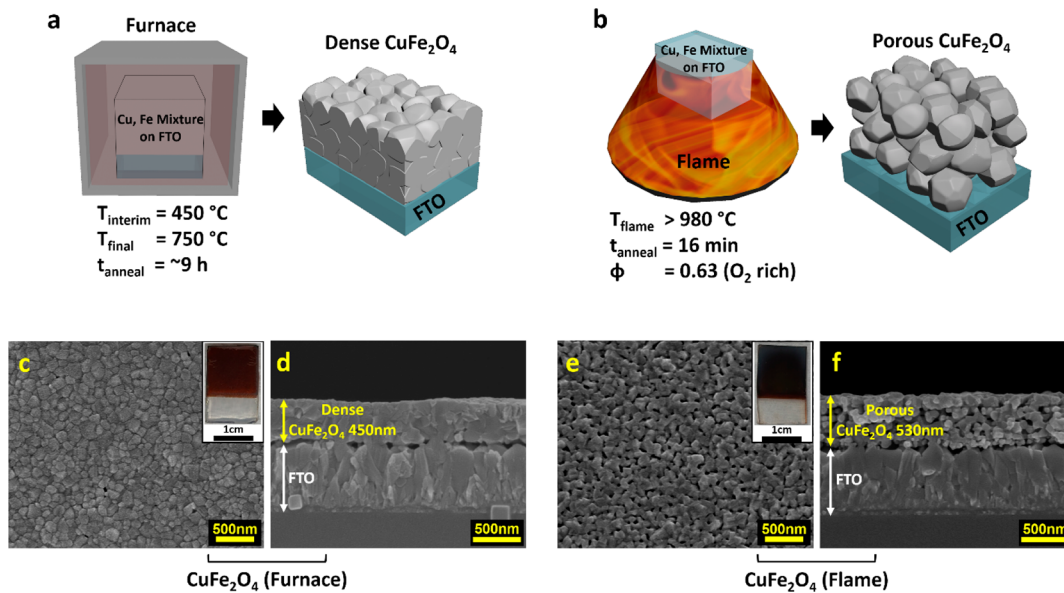 a
Furnace
Cu, Fe Mixture
on FTO
T_interim = 450 °C
T_final = 750 °C
t_anneal = ~9 h
Dense CuFe₂O₄
FTO
b
Cu, Fe Mixture
on FTO
Flame
T_flame > 980 °C
t_anneal = 16 min
ϕ = 0.63 (O₂ rich)
Porous CuFe₂O₄
FTO
c
1cm
500nm
d
Dense
CuFe₂O₄ 450nm
FTO
500nm
CuFe₂O₄ (Furnace)
e
1cm
500nm
f
Porous
CuFe₂O₄ 530nm
FTO
500nm
CuFe₂O₄ (Flame)